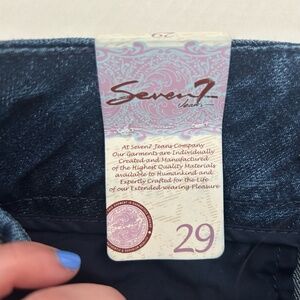 29
Seven7
Jeans
At Seven7 Jeans Company
Our Garments are Individually
Created and Manufactured
of the Highest Quality Materials
available to Humankind and
Expertly Crafted for the Life
of our Extended-wearing Pleasure
29